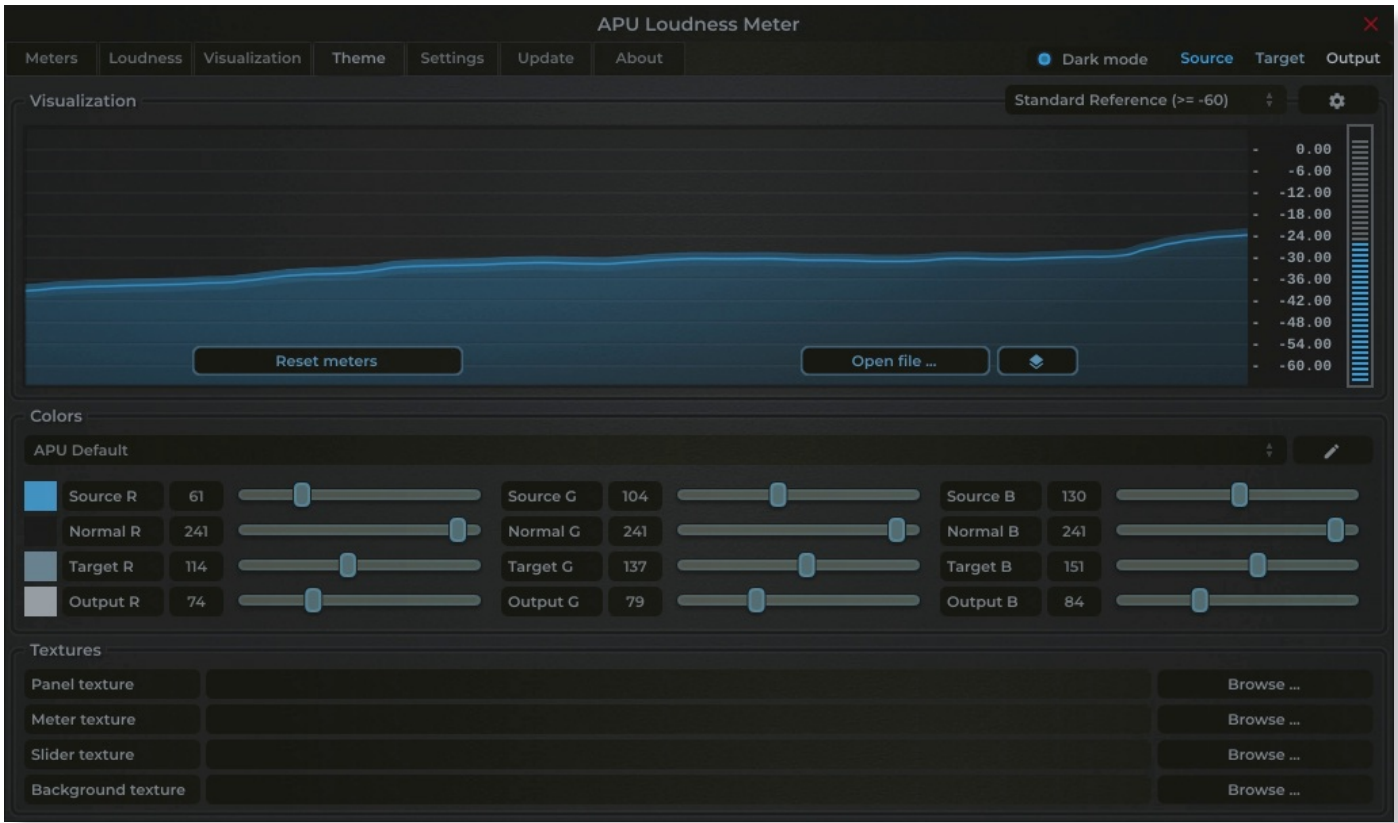 APU Loudness Meter
Meters Loudness Visualization Theme Settings Update About Dark mode Source Target Output
Visualization Standard Reference (>= -60)
- 0.00
- -6.00
- -12.00
- -18.00
- -24.00
- -30.00
- -36.00
- -42.00
- -48.00
- -54.00
- -60.00
Reset meters Open file ...
Colors
APU Default
Source R 61 Source G 104 Source B 130
Normal R 241 Normal G 241 Normal B 241
Target R 114 Target G 137 Target B 151
Output R 74 Output G 79 Output B 84
Textures
Panel texture Browse ...
Meter texture Browse ...
Slider texture Browse ...
Background texture Browse ...